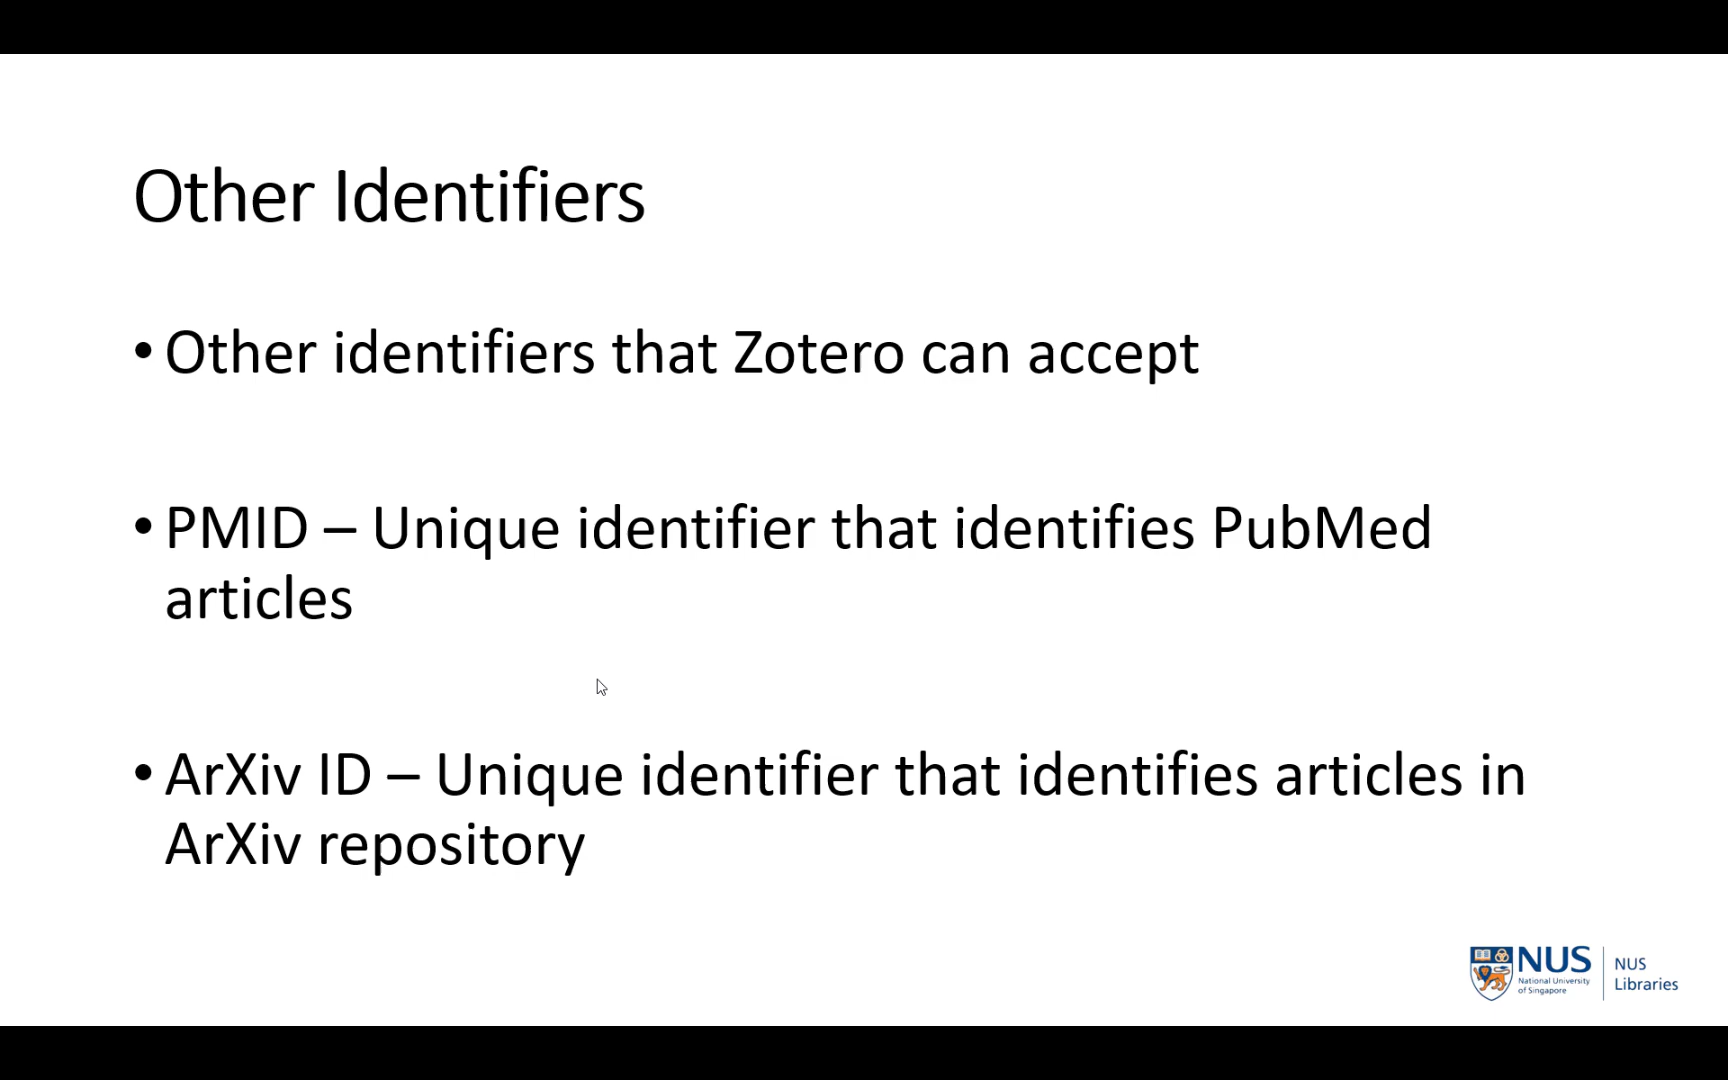 Other Identifiers
• Other identifiers that Zotero can accept
• PMID – Unique identifier that identifies PubMed
articles
• ArXiv ID – Unique identifier that identifies articles in
ArXiv repository
NUS
National University
of Singapore
NUS
Libraries